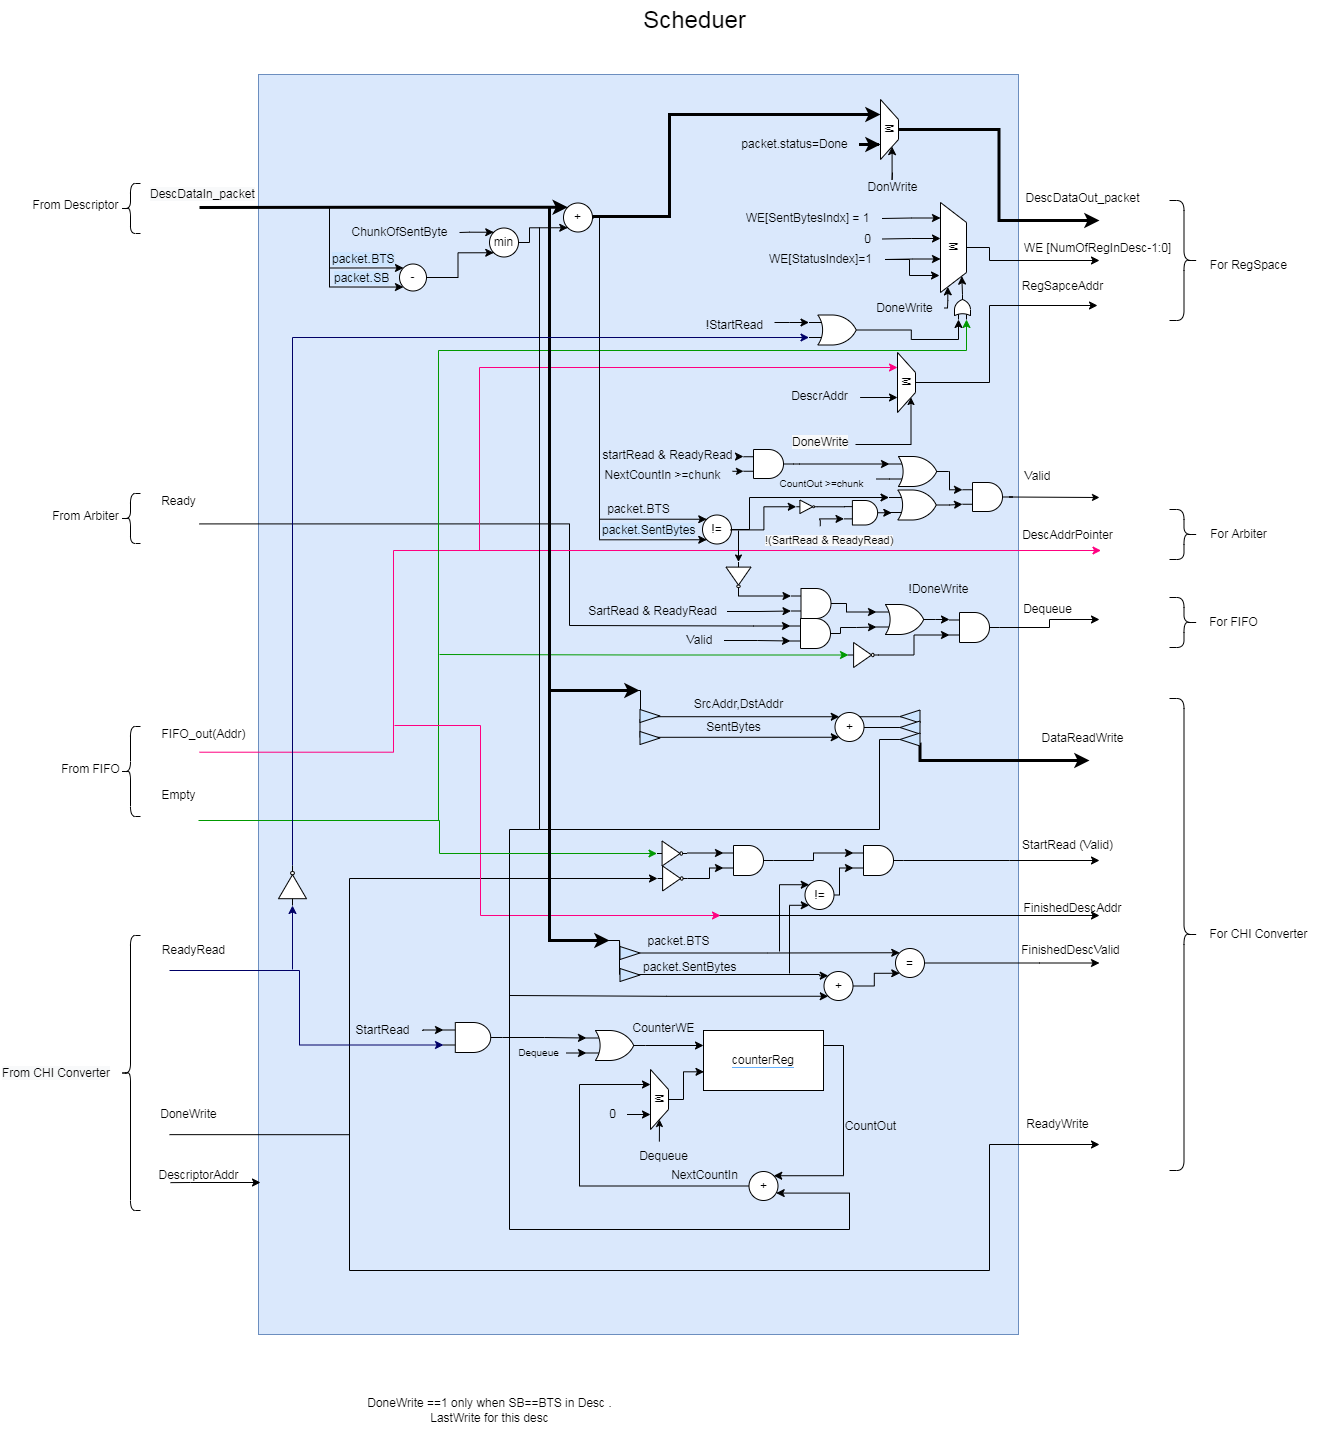 Scheduer
packet.status=Done
DonWrite
From Descriptor
DescDataIn_packet
DescDataOut_packet
+
ChunkOfSentByte
min
packet.BTS
packet.SB
-
WE[SentBytesIndx] = 1
0
WE[StatusIndex]=1
WE [NumOfRegInDesc-1:0]
For RegSpace
RegSapceAddr
DoneWrite
!StartRead
DescrAddr
DoneWrite
startRead & ReadyRead
NextCountIn >=chunk
CountOut >=chunk
Valid
From Arbiter
Ready
packet.BTS
packet.SentBytes
!=
!(SartRead & ReadyRead)
DescAddrPointer
For Arbiter
!DoneWrite
SartRead & ReadyRead
Valid
Dequeue
For FIFO
SrcAddr,DstAddr
SentBytes
+
DataReadWrite
From FIFO
FIFO_out(Addr)
Empty
StartRead (Valid)
!=
FinishedDescAddr
packet.BTS
packet.SentBytes
=
+
FinishedDescValid
For CHI Converter
ReadyRead
StartRead
Dequeue
CounterWE
counterReg
From CHI Converter
0
Dequeue
CountOut
NextCountIn
+
DoneWrite
DescriptorAddr
ReadyWrite
DoneWrite ==1 only when SB==BTS in Desc .
LastWrite for this desc